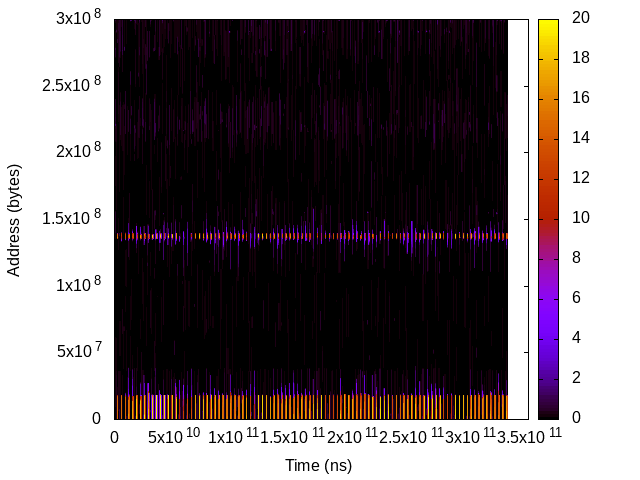 3x10^8
2.5x10^8
2x10^8
1.5x10^8
1x10^8
5x10^7
0
Address (bytes)
0 5x10^10 1x10^11 1.5x10^11 2x10^11 2.5x10^11 3x10^11 3.5x10^11
Time (ns)
20
18
16
14
12
10
8
6
4
2
0